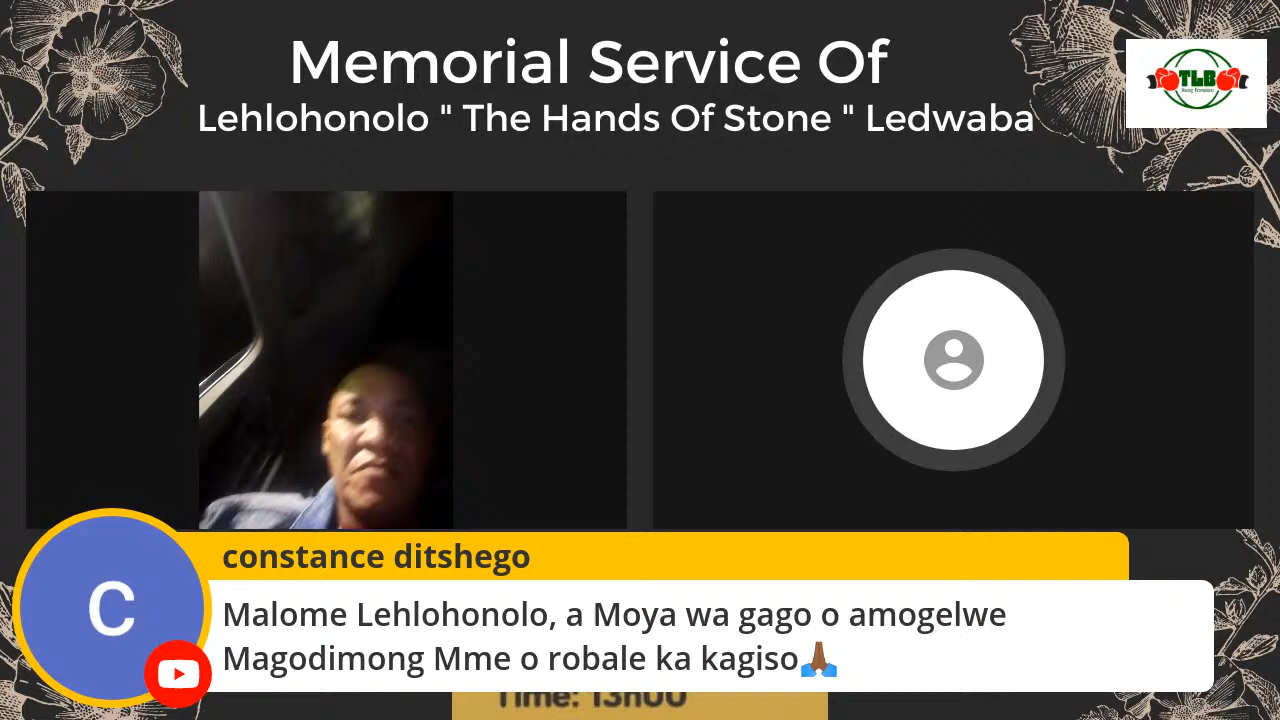 Memorial Service Of
Lehlohonolo " The Hands Of Stone " Ledwaba
TLB
C
constance ditshego
Malome Lehlohonolo, a Moya wa gago o amogelwe
Magodimong Mme o robale ka kagiso🙏🏾
Time: 13h00